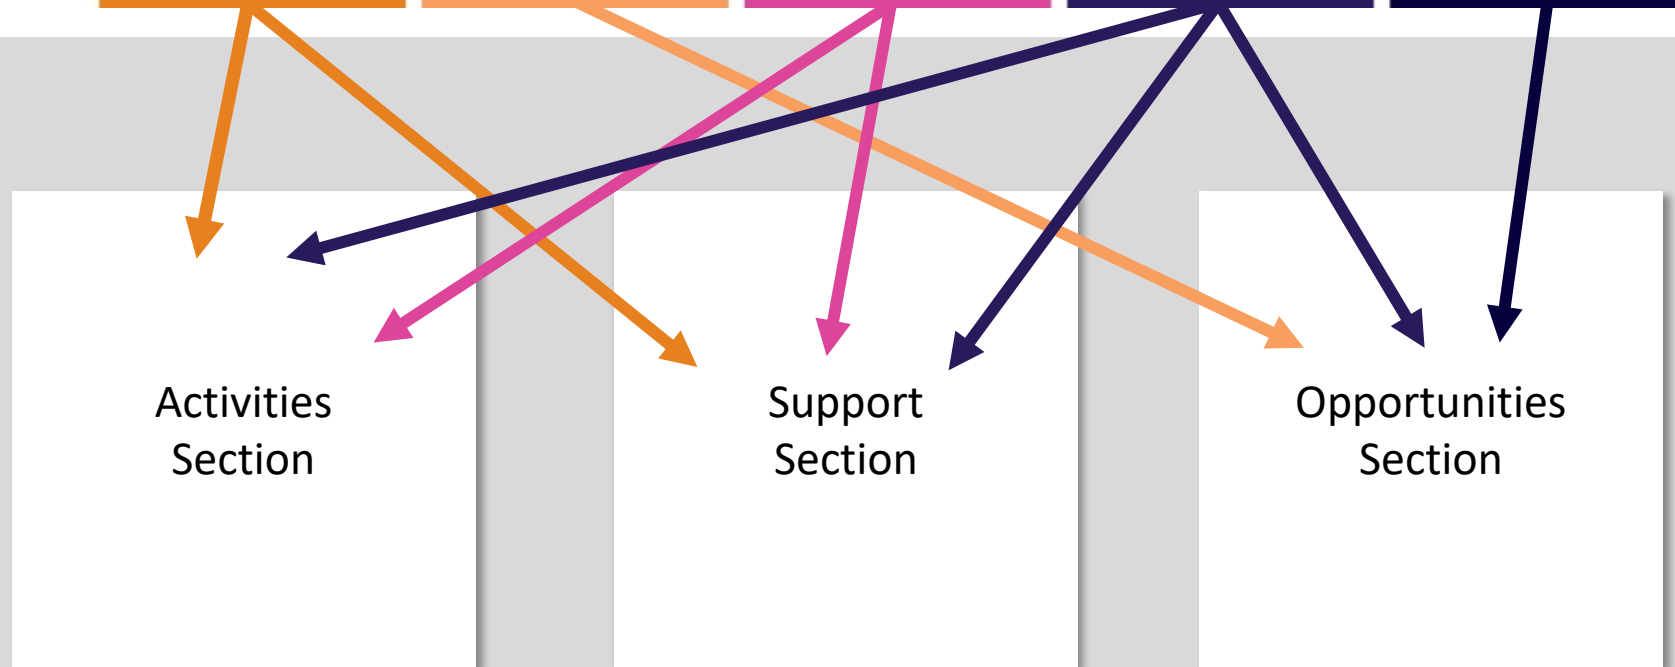 Activities
Section
Support
Section
Opportunities
Section